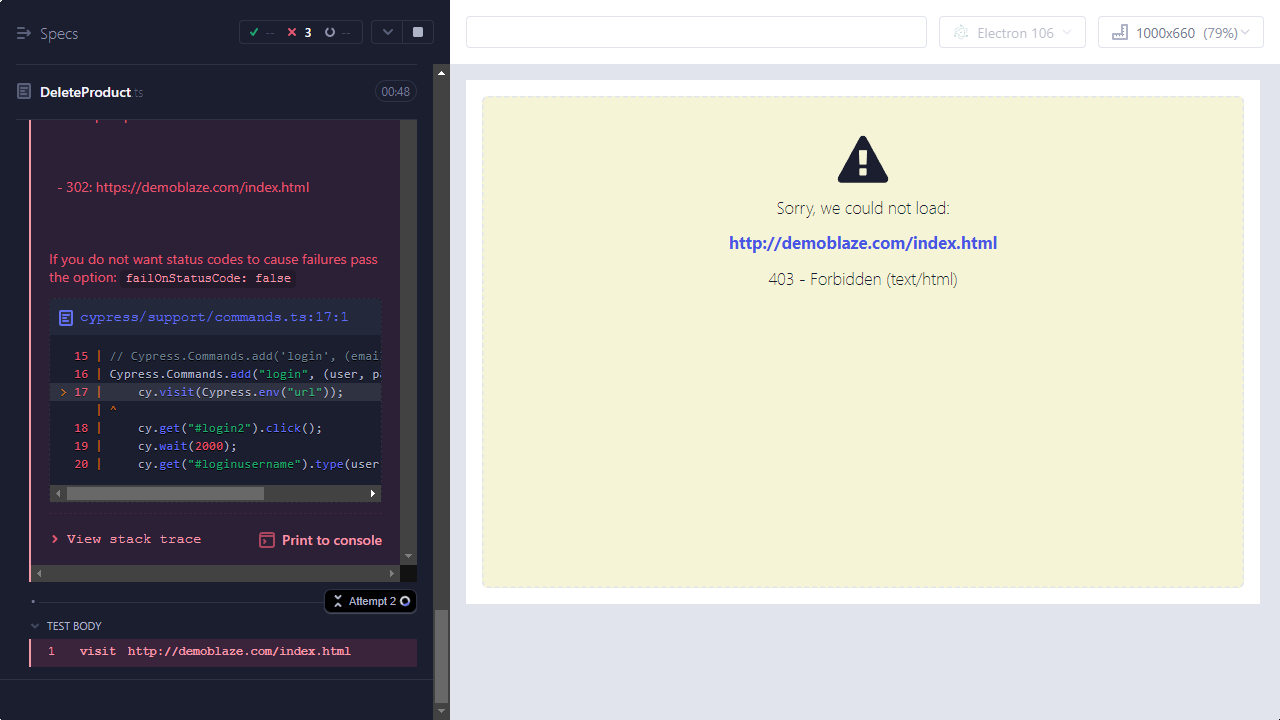 Specs
-- 3 --
DeleteProduct.ts
00:48
- 302: https://demoblaze.com/index.html
If you do not want status codes to cause failures pass
the option: failOnStatusCode: false
cypress/support/commands.ts:17:1
15 | // Cypress.Commands.add('login', (emai
16 | Cypress.Commands.add("login", (user, pa
> 17 | cy.visit(Cypress.env("url"));
| ^
18 | cy.get("#login2").click();
19 | cy.wait(2000);
20 | cy.get("#loginusername").type(user
View stack trace
Print to console
Attempt 2
TEST BODY
1 visit http://demoblaze.com/index.html
Electron 106
1000x660 (79%)
Sorry, we could not load:
http://demoblaze.com/index.html
403 - Forbidden (text/html)